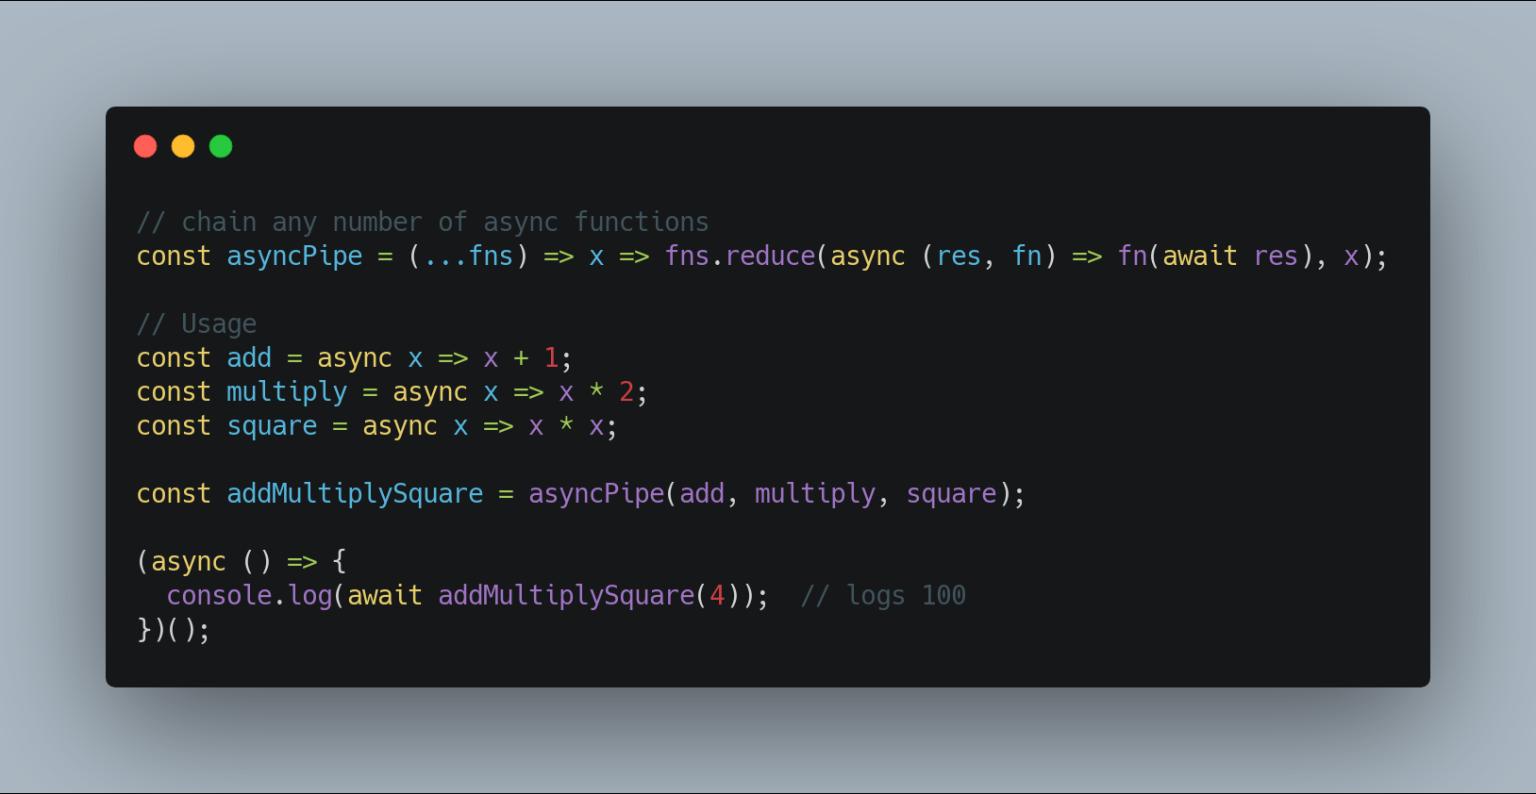 // chain any number of async functions
const asyncPipe = (...fns) => x => fns.reduce(async (res, fn) => fn(await res), x);
// Usage
const add = async x => x + 1;
const multiply = async x => x * 2;
const square = async x => x * x;
const addMultiplySquare = asyncPipe(add, multiply, square);
(async () => {
  console.log(await addMultiplySquare(4));  // logs 100
})();